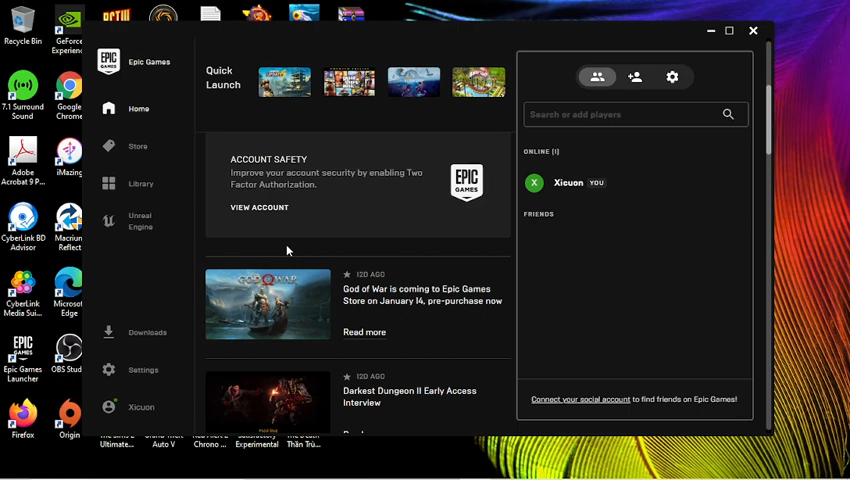 Recycle Bin
GeForce
Experience
7.1 Surround
Sound
Google
Chrome
Adobe
Acrobat 9 P...
iMazing
CyberLink BD
Advisor
Macrium
Reflect
CyberLink
Media Sui...
Microsoft
Edge
Epic Games
Launcher
OBS Studio
Firefox
Origin
EPIC
GAMES
Epic Games
Home
Store
Library
Unreal
Engine
Downloads
Settings
Xicuon
Quick
Launch
ACCOUNT SAFETY
Improve your account security by enabling Two
Factor Authorization.
VIEW ACCOUNT
EPIC
GAMES
GOD OF WAR
12D AGO
God of War is coming to Epic Games
Store on January 14, pre-purchase now
Read more
12D AGO
Darkest Dungeon II Early Access
Interview
Search or add players
ONLINE (1)
X
Xicuon YOU
FRIENDS
Connect your social account to find friends on Epic Games!
Ultimate...
Auto V
Chrono ...
Experimental
Thần Trù...